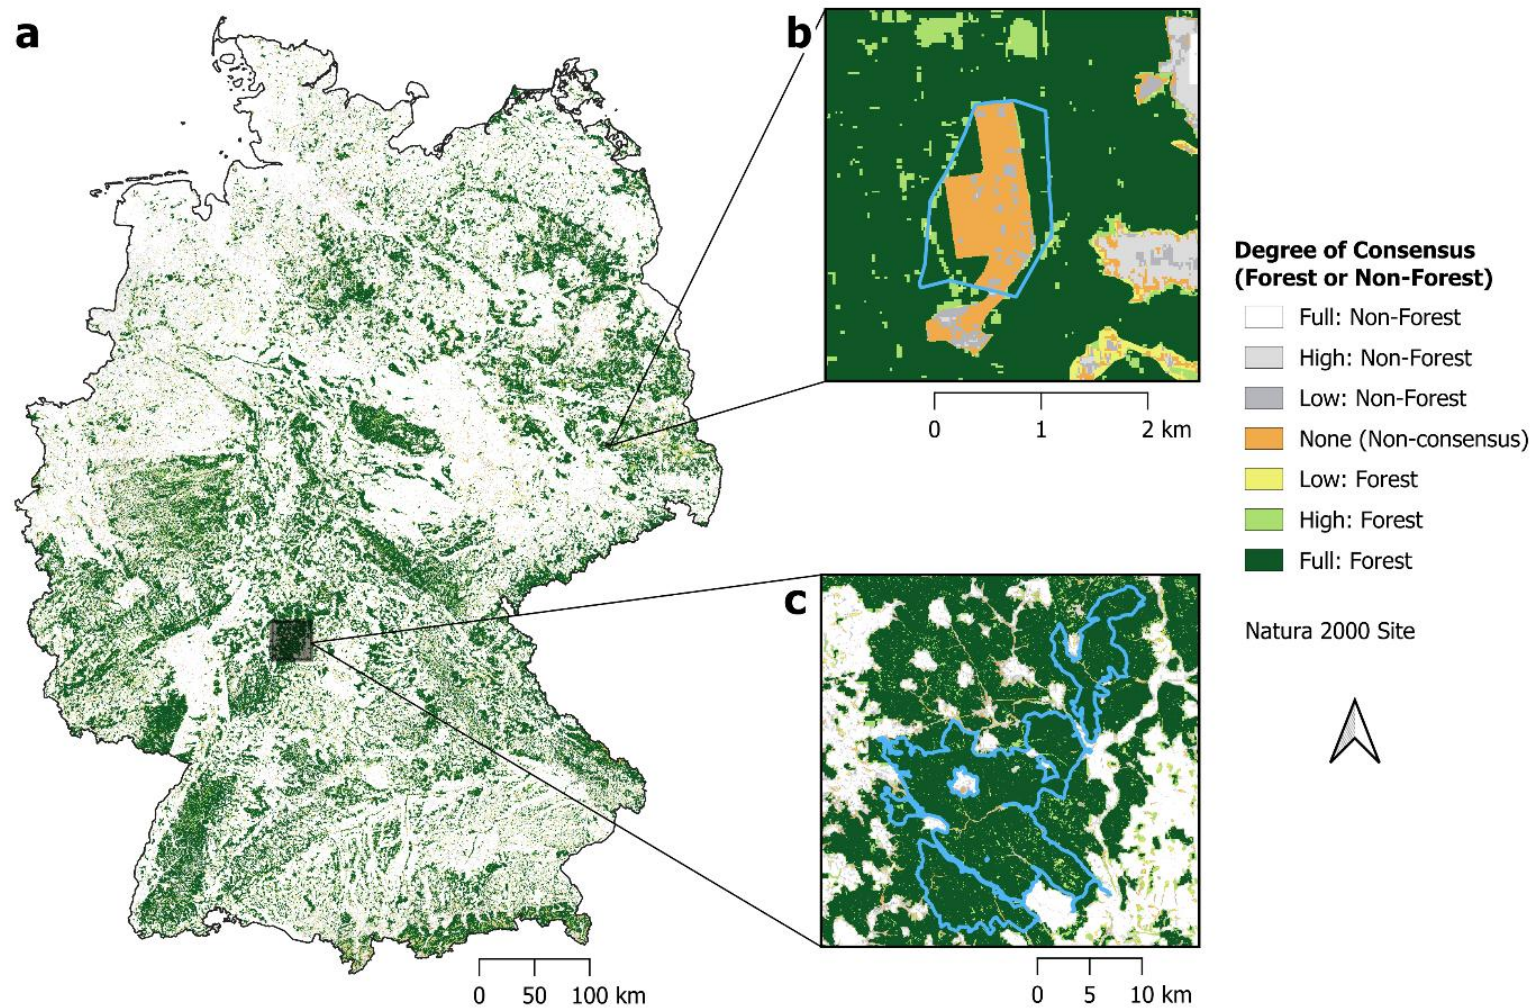 a
b
0 1 2 km
Degree of Consensus
(Forest or Non-Forest)
Full: Non-Forest
High: Non-Forest
Low: Non-Forest
None (Non-consensus)
Low: Forest
High: Forest
Full: Forest
Natura 2000 Site
c
0 50 100 km
0 5 10 km